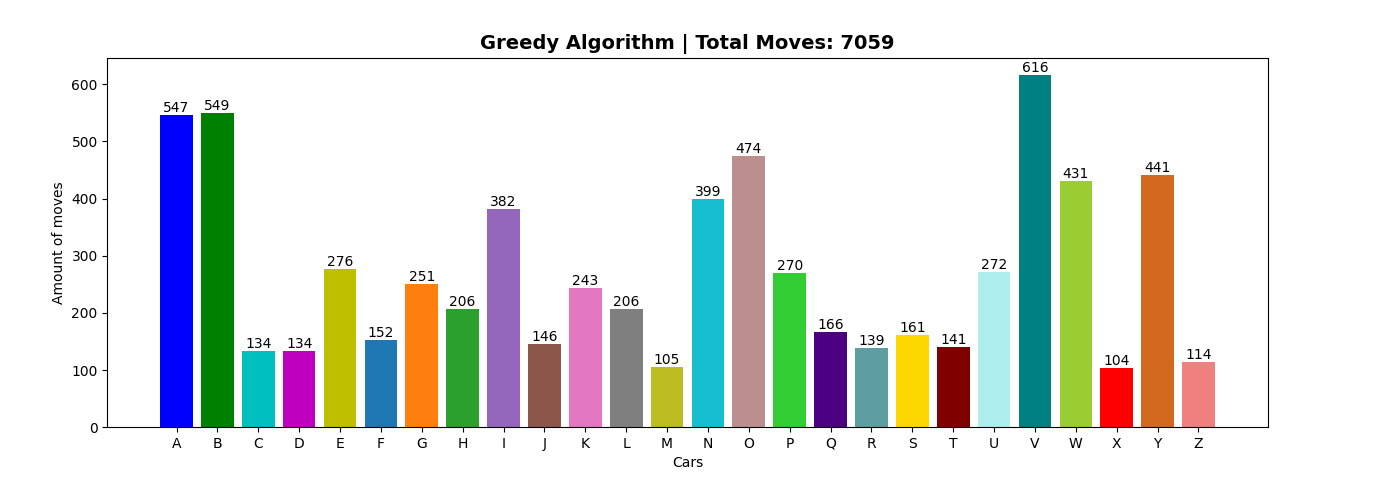 Greedy Algorithm | Total Moves: 7059
Amount of moves
600
500
400
300
200
100
0
547 549 134 134 276 152 251 206 382 146 243 206 105 399 474 270 166 139 161 141 272 616 431 104 441 114
A B C D E F G H I J K L M N O P Q R S T U V W X Y Z
Cars